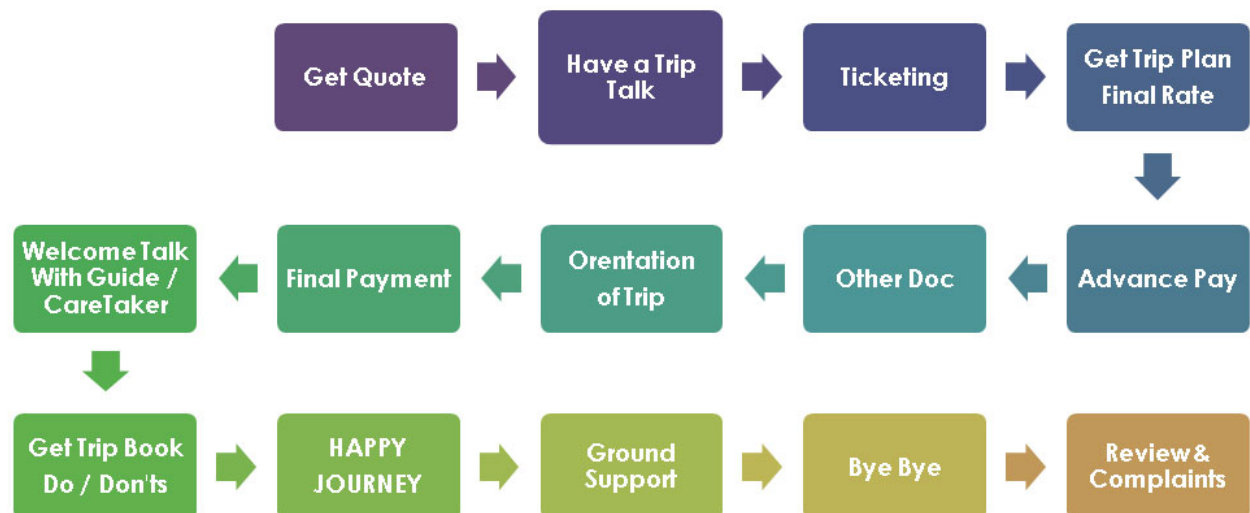 Get Quote
Have a Trip
Talk
Ticketing
Get Trip Plan
Final Rate
Advance Pay
Other Doc
Orentation
of Trip
Final Payment
Welcome Talk
With Guide /
CareTaker
Get Trip Book
Do / Don'ts
HAPPY
JOURNEY
Ground
Support
Bye Bye
Review &
Complaints